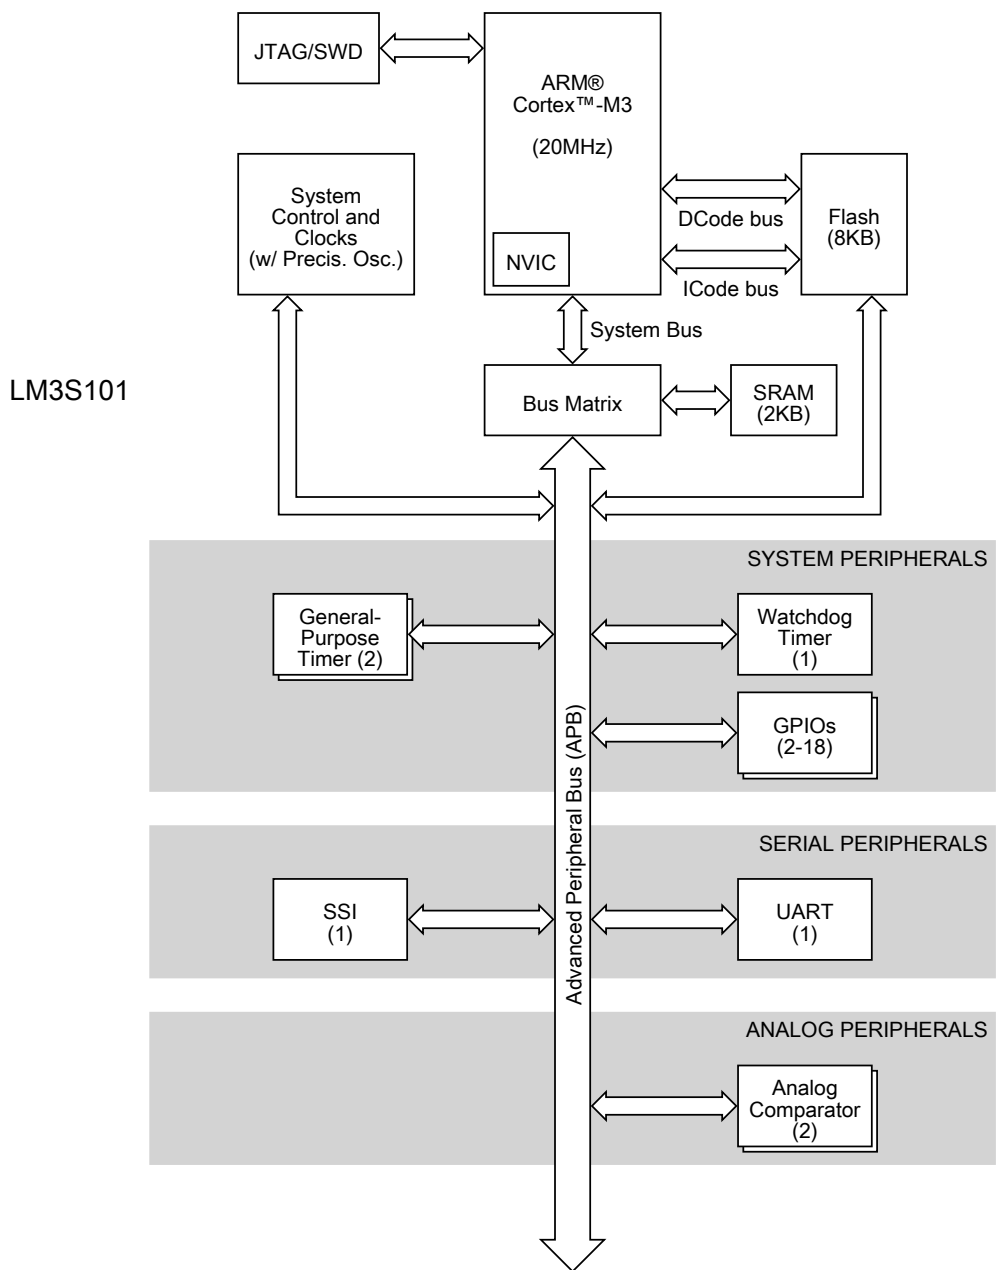 JTAG/SWD
ARM®
Cortex™-M3
(20MHz)
NVIC
System
Control and
Clocks
(w/ Precis. Osc.)
DCode bus
ICode bus
Flash
(8KB)
System Bus
LM3S101
Bus Matrix
SRAM
(2KB)
SYSTEM PERIPHERALS
General-
Purpose
Timer (2)
Watchdog
Timer
(1)
GPIOs
(2-18)
Advanced Peripheral Bus (APB)
SERIAL PERIPHERALS
SSI
(1)
UART
(1)
ANALOG PERIPHERALS
Analog
Comparator
(2)